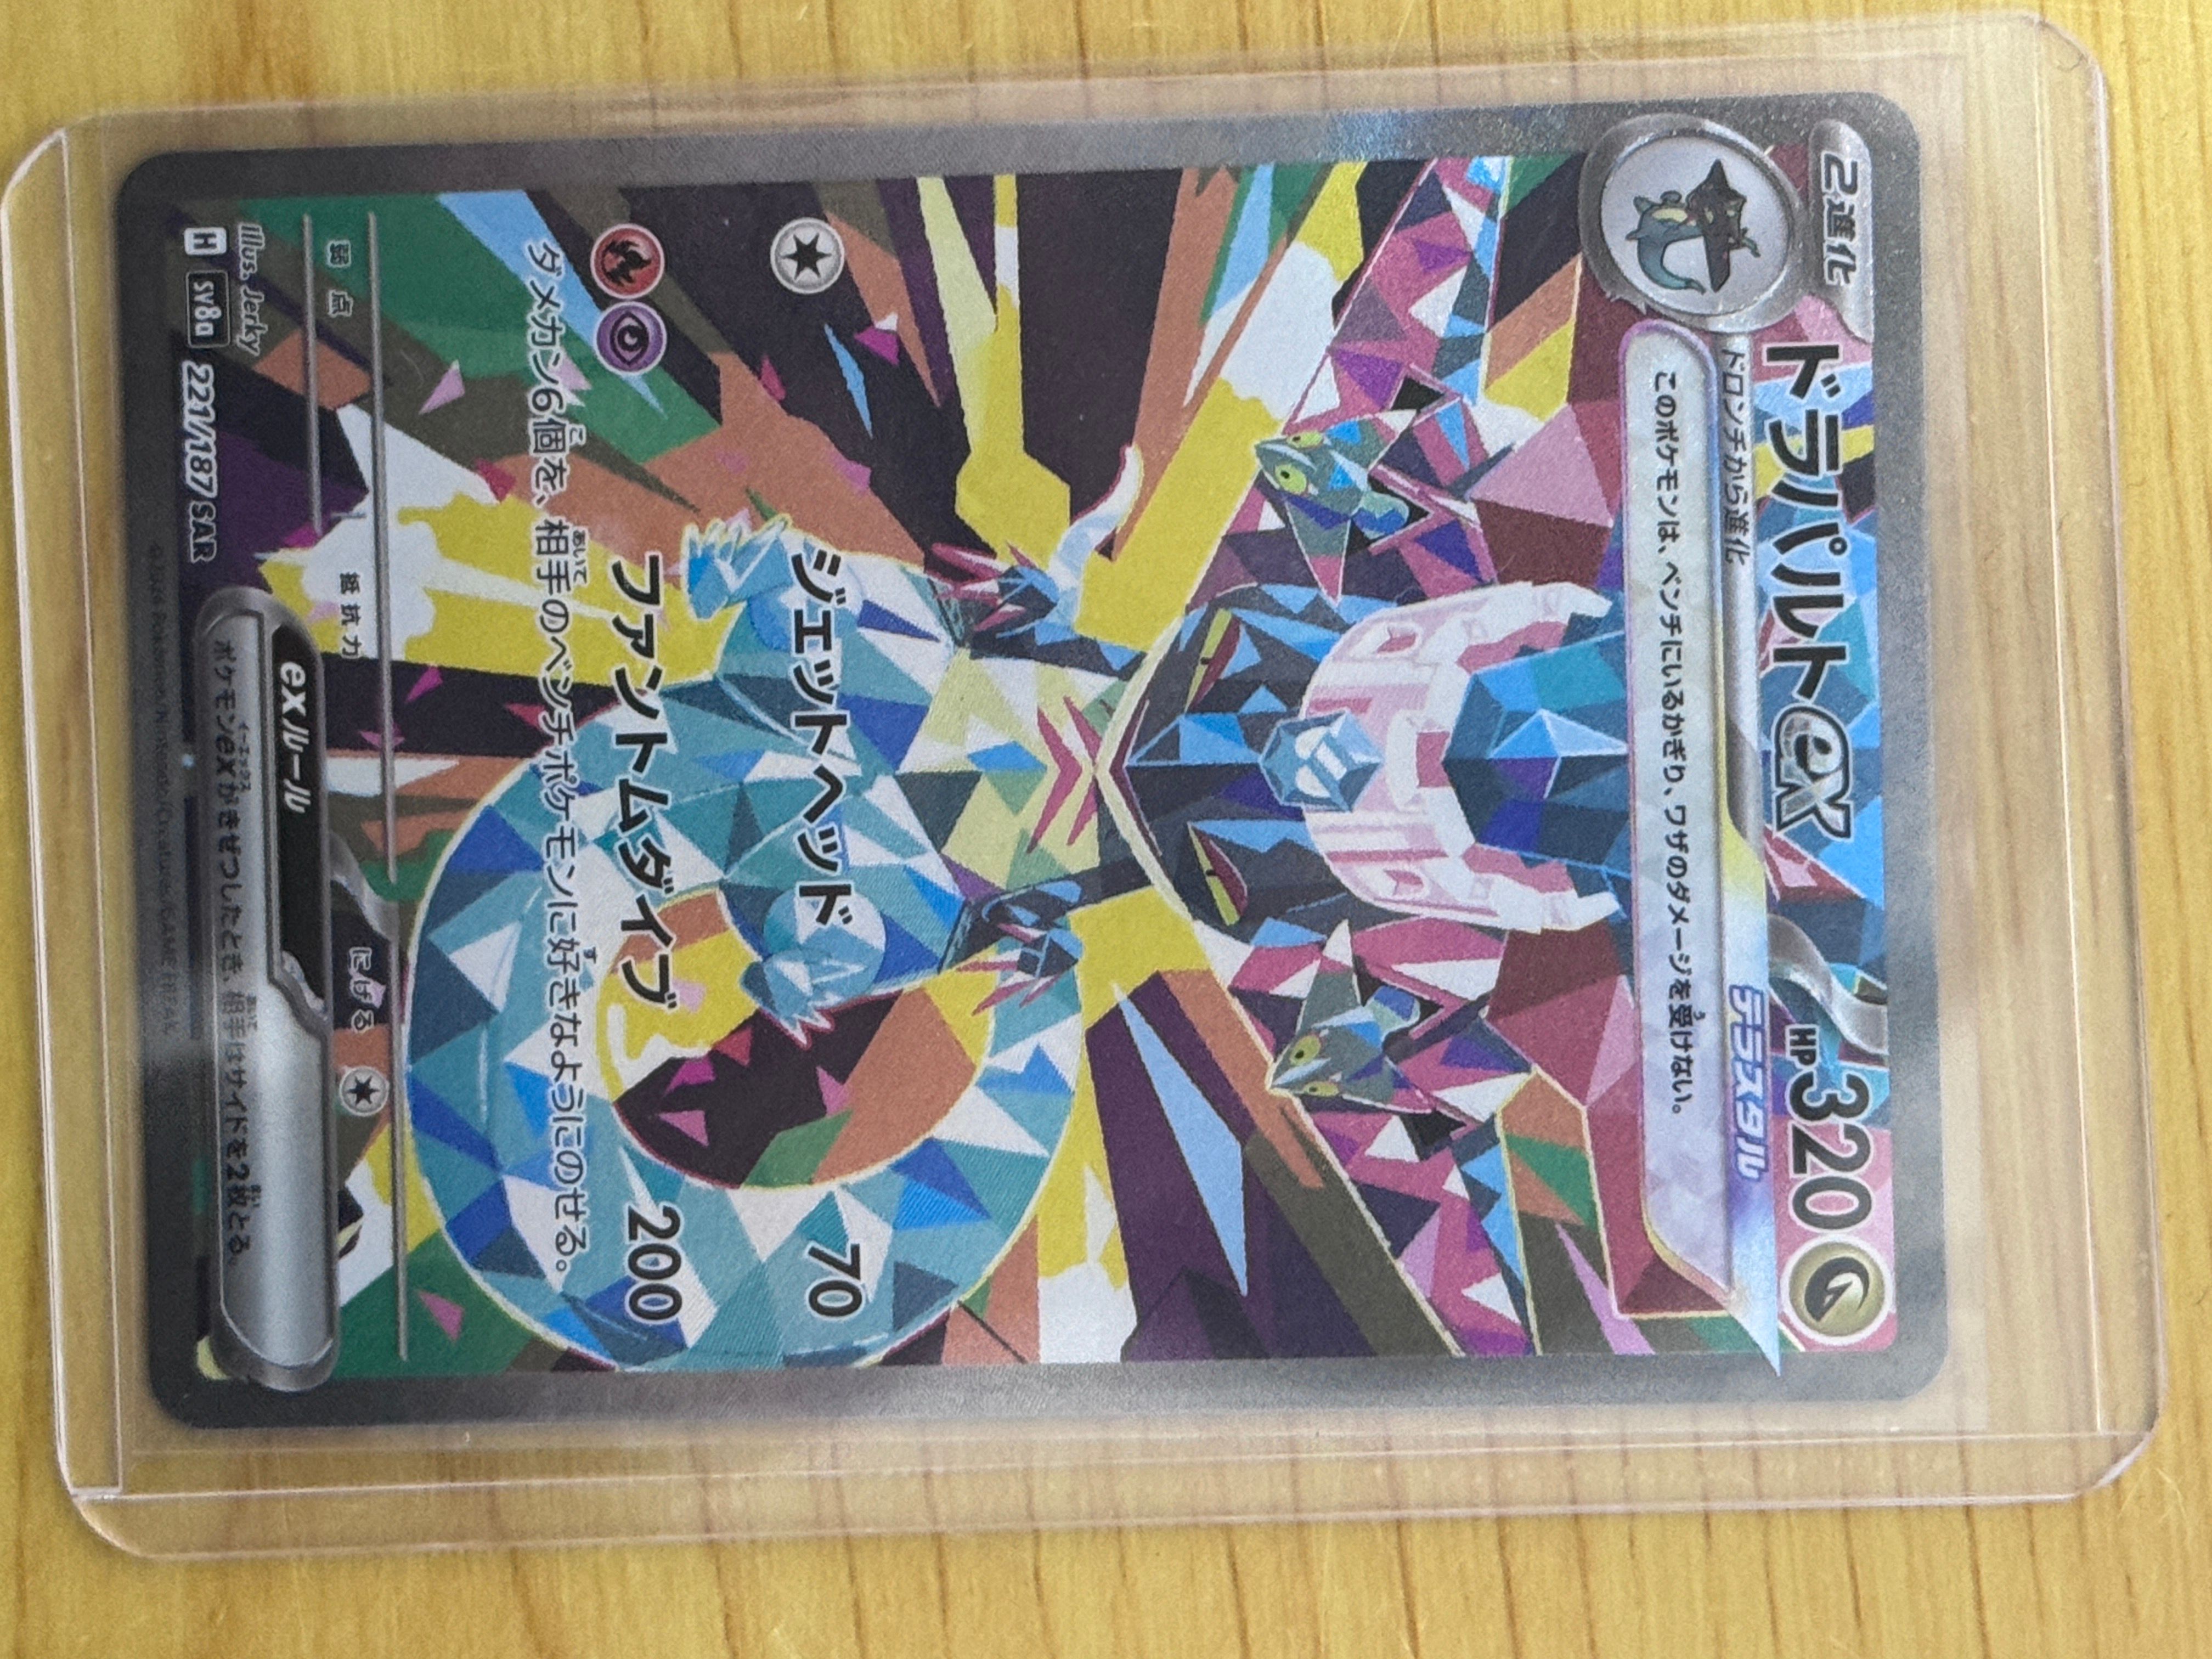 2進化
ドラパルトex
HP320
ドロンチから進化
テラスタル
このポケモンは、ベンチにいるかぎり、ワザのダメージを受けない。
ジェットヘッド 70
ファントムダイブ 200
ダメカン6個を、相手のベンチポケモンに好きなようにのせる。
弱点
抵抗力
にげる
exルール
ポケモンexがきぜつしたとき、相手はサイドを2枚とる。
Illus. Jerky
H SV8a 221/187 SAR
©2024 Pokémon/Nintendo/Creatures/GAME FREAK